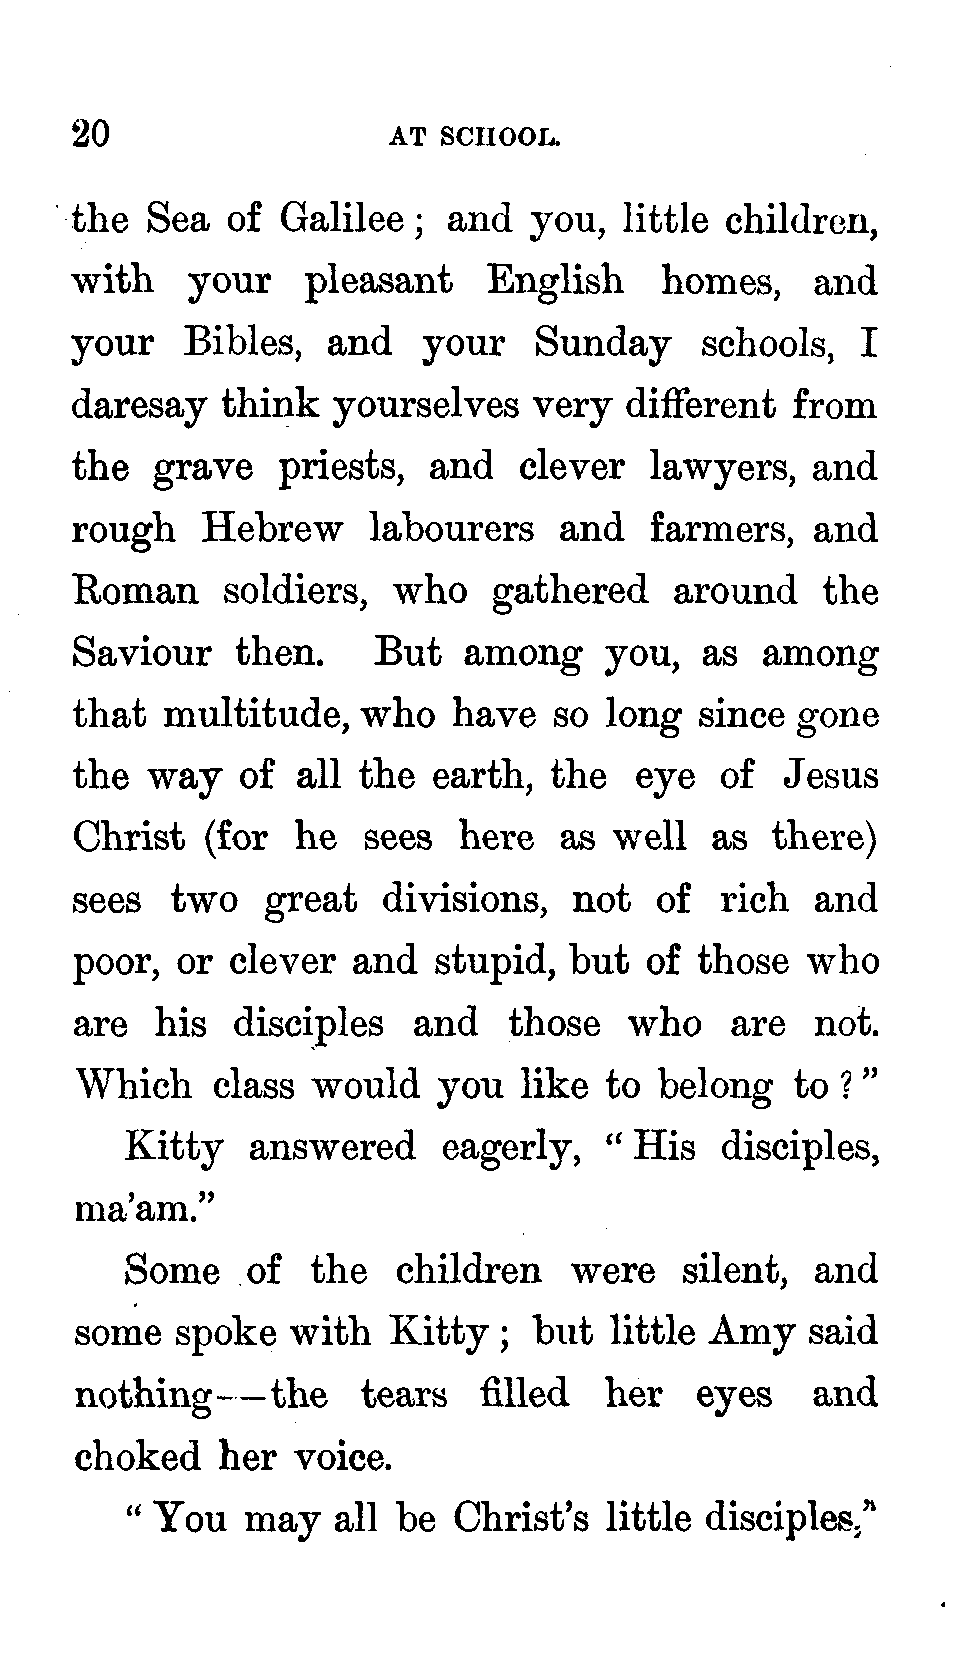 20 AT SCHOOL.
the Sea of Galilee; and you, little children,
with your pleasant English homes, and
your Bibles, and your Sunday schools, I
daresay think yourselves very different from
the grave priests, and clever lawyers, and
rough Hebrew labourers and farmers, and
Roman soldiers, who gathered around the
Saviour then. But among you, as among
that multitude, who have so long since gone
the way of all the earth, the eye of Jesus
Christ (for he sees here as well as there)
sees two great divisions, not of rich and
poor, or clever and stupid, but of those who
are his disciples and those who are not.
Which class would you like to belong to?"
Kitty answered eagerly, "His disciples,
ma'am."
Some of the children were silent, and
some spoke with Kitty; but little Amy said
nothing—the tears filled her eyes and
choked her voice.
"You may all be Christ's little disciples,"